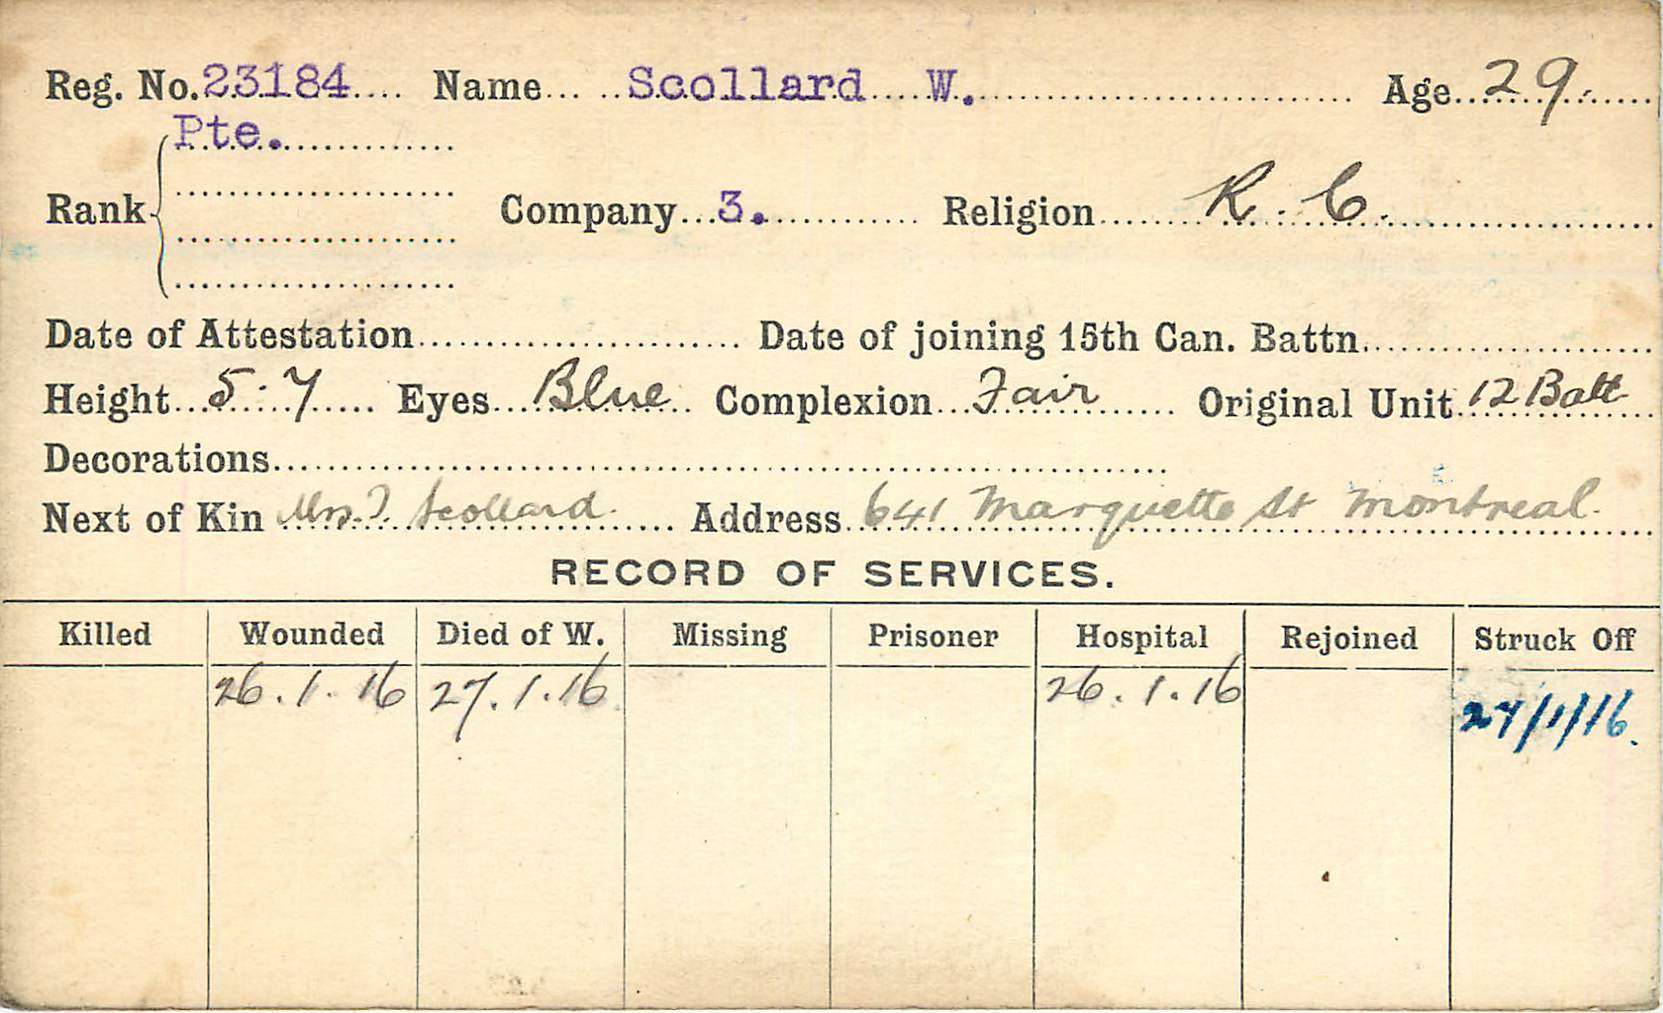 Reg. No. 23184 Name Scollard W. Age 29.
Pte.
Rank Company 3. Religion R. C.
Date of Attestation Date of joining 15th Can. Battn.
Height 5.7 Eyes Blue Complexion Fair Original Unit 12 Batt
Decorations
Next of Kin Mrs. Scollard Address 641 Marquette St Montreal.
RECORD OF SERVICES.
Killed Wounded Died of W. Missing Prisoner Hospital Rejoined Struck Off
26.1.16 27.1.16 26.1.16 27/1/16.